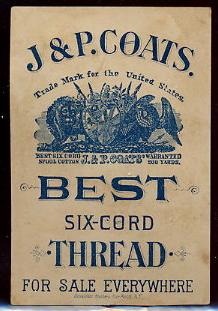 J. & P. COATS.
Trade Mark for the United States.
BEST SIX CORD J. & P. COATS' WARRANTED
SPOOL COTTON 200 YARDS.
BEST
SIX-CORD
THREAD
FOR SALE EVERYWHERE